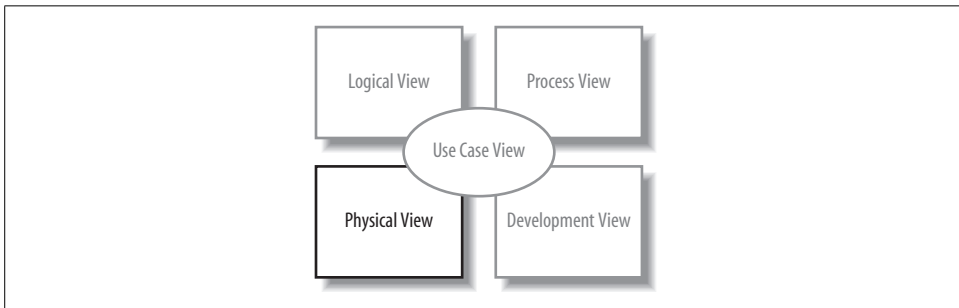 Logical View
Process View
Use Case View
Physical View
Development View